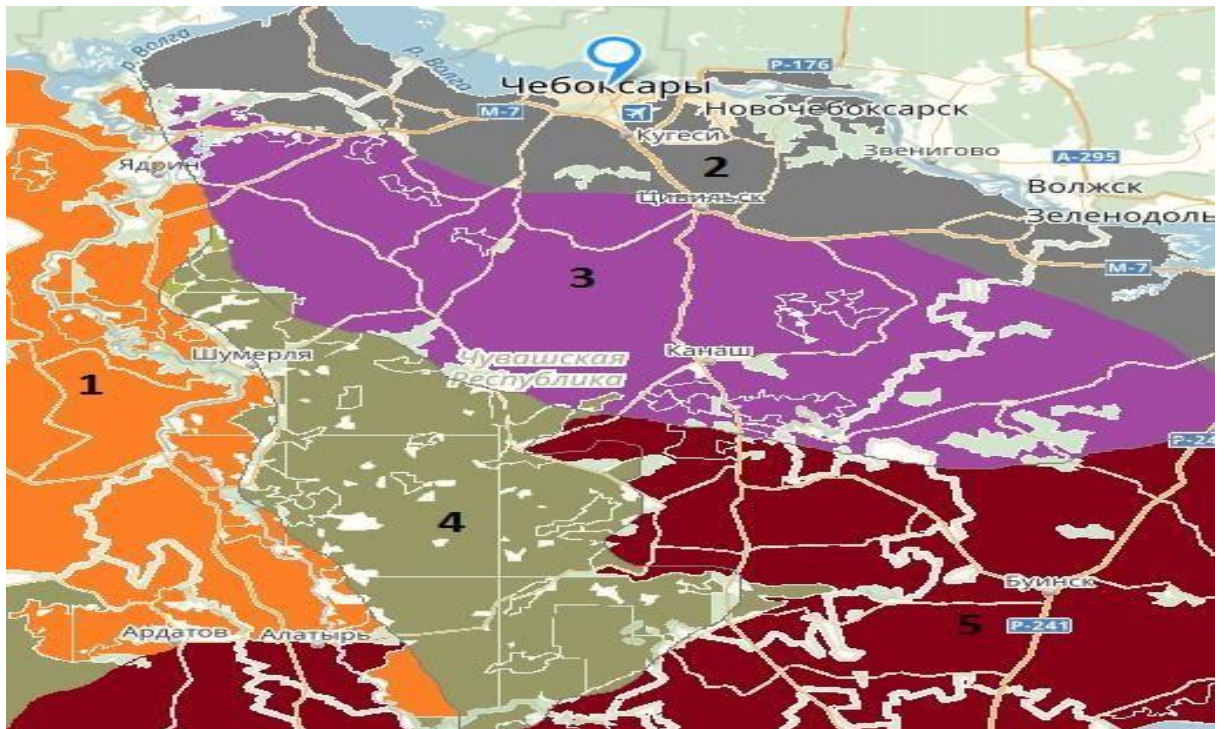 р. Волга
р. Волга
Чебоксары
Р-176
М-7
Новочебоксарск
Кугеси
Звенигово
А-295
Ядрин
2
Волжск
Цивильск
Зеленодоль
М-7
3
Шумерля
Чувашская
Республика
Канаш
1
Р-24
4
Буинск
5
Р-241
Ардатов
Алатырь